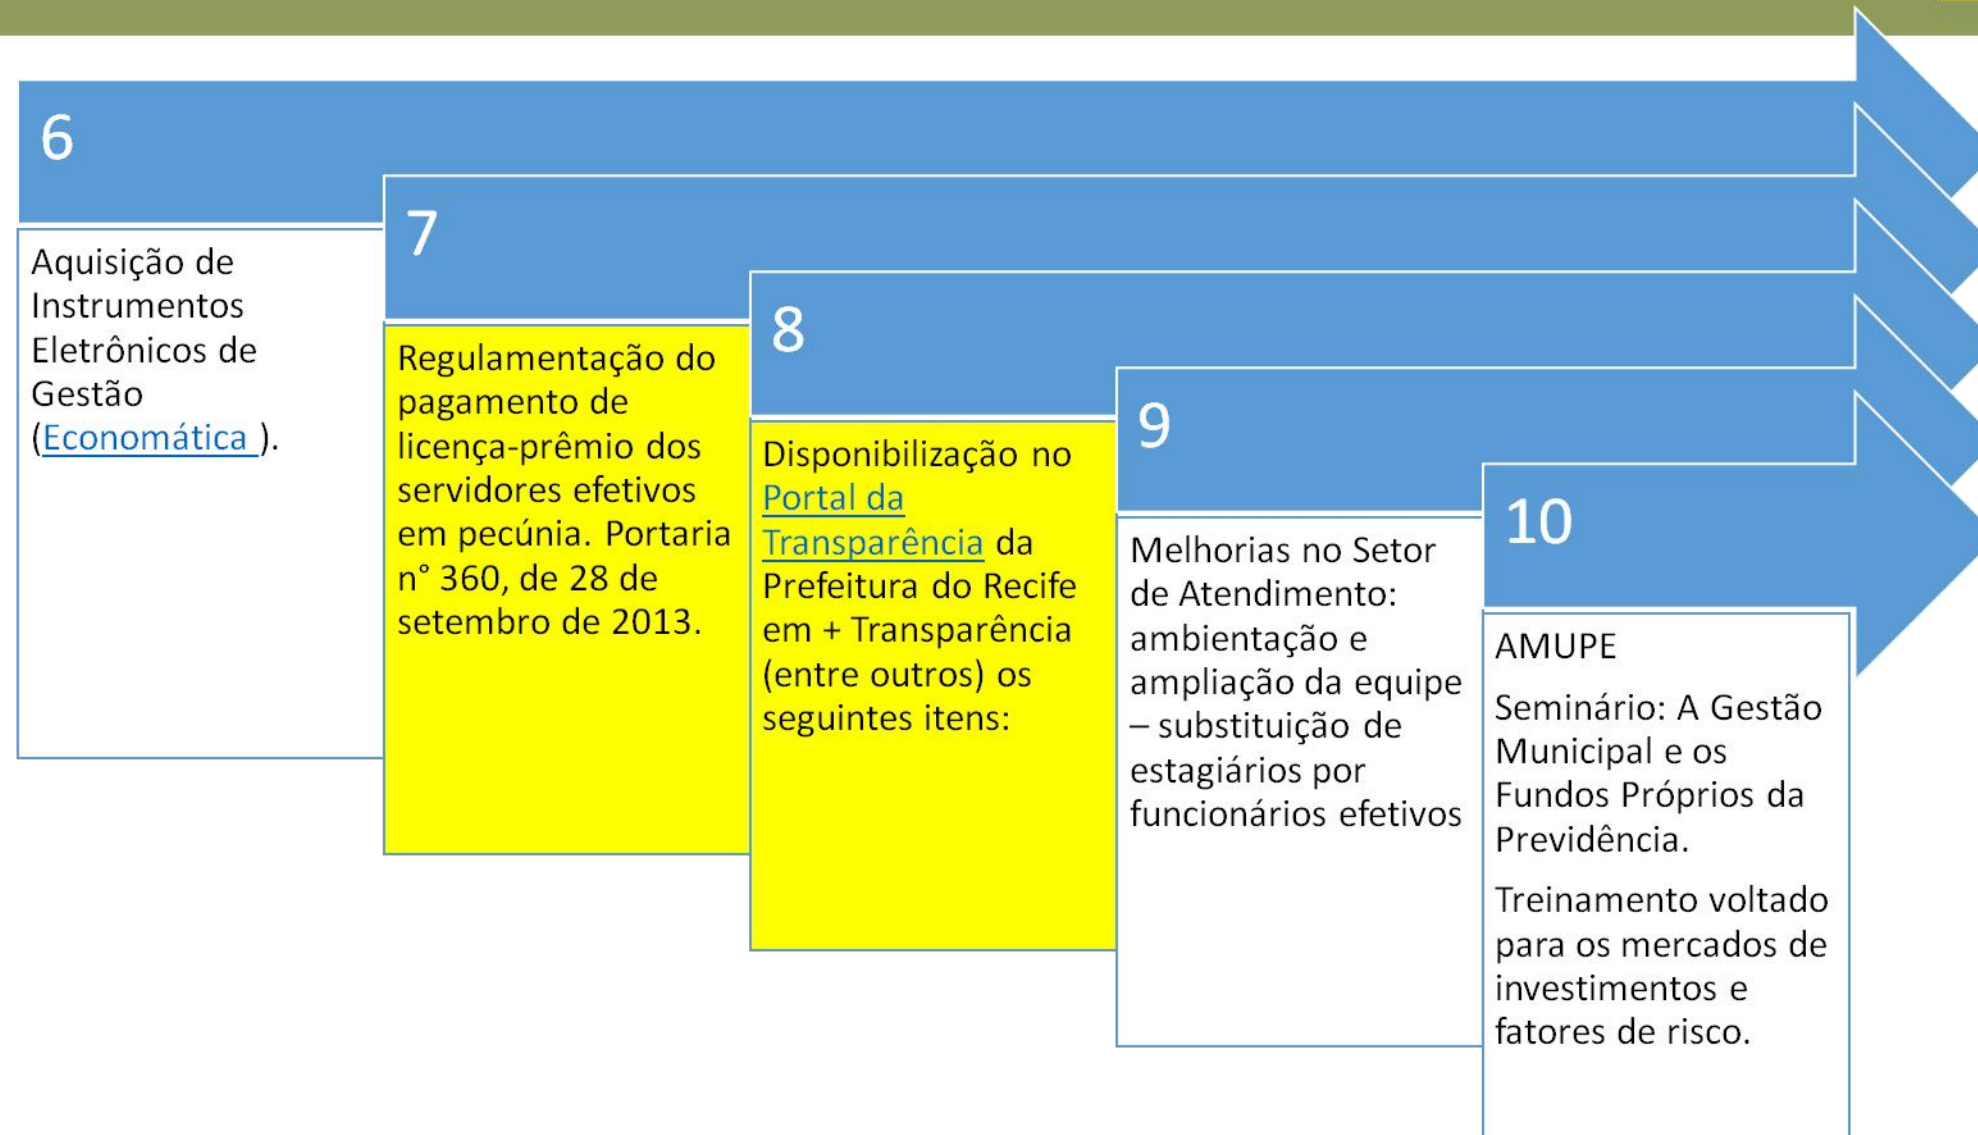 6
Aquisição de
Instrumentos
Eletrônicos de
Gestão
(Economática ).
7
Regulamentação do
pagamento de
licença-prêmio dos
servidores efetivos
em pecúnia. Portaria
n° 360, de 28 de
setembro de 2013.
8
Disponibilização no
Portal da
Transparência da
Prefeitura do Recife
em + Transparência
(entre outros) os
seguintes itens:
9
Melhorias no Setor
de Atendimento:
ambientação e
ampliação da equipe
– substituição de
estagiários por
funcionários efetivos
10
AMUPE
Seminário: A Gestão
Municipal e os
Fundos Próprios da
Previdência.
Treinamento voltado
para os mercados de
investimentos e
fatores de risco.